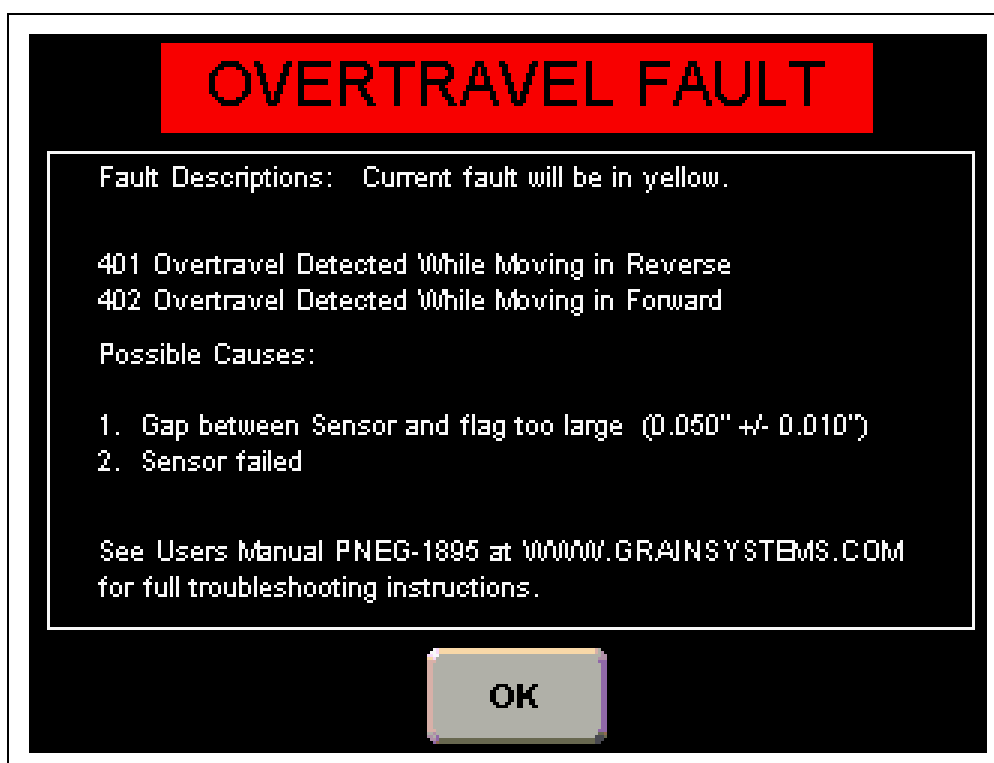 OVERTRAVEL FAULT
Fault Descriptions: Current fault will be in yellow.
401 Overtravel Detected While Moving in Reverse
402 Overtravel Detected While Moving in Forward
Possible Causes:
1. Gap between Sensor and flag too large (0.050" +/- 0.010")
2. Sensor failed
See Users Manual PNEG-1895 at WWW.GRAINSYSTEMS.COM
for full troubleshooting instructions.
OK